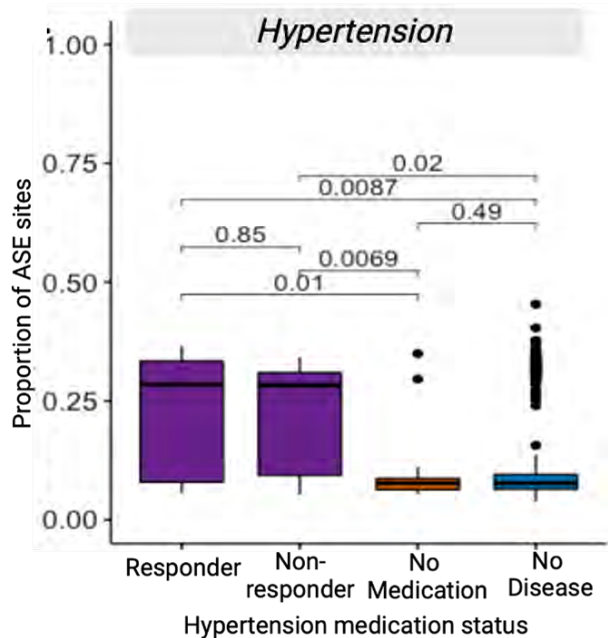 Hypertension
1.00
0.75
0.50
0.25
0.00
Proportion of ASE sites
0.02
0.0087
0.49
0.85
0.0069
0.01
Responder
Non-
responder
No
Medication
No
Disease
Hypertension medication status